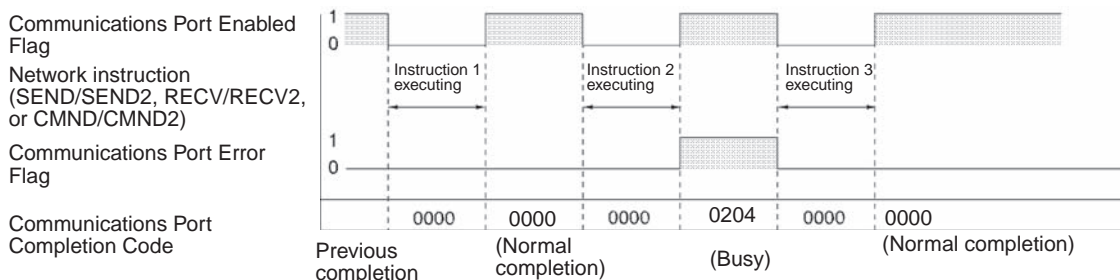 Communications Port Enabled
Flag
1
0
Network instruction
(SEND/SEND2, RECV/RECV2,
or CMND/CMND2)
Instruction 1
executing
Instruction 2
executing
Instruction 3
executing
Communications Port Error
Flag
1
0
Communications Port
Completion Code
0000
0000
0000
0204
0000
0000
Previous
completion
(Normal
completion)
(Busy)
(Normal completion)